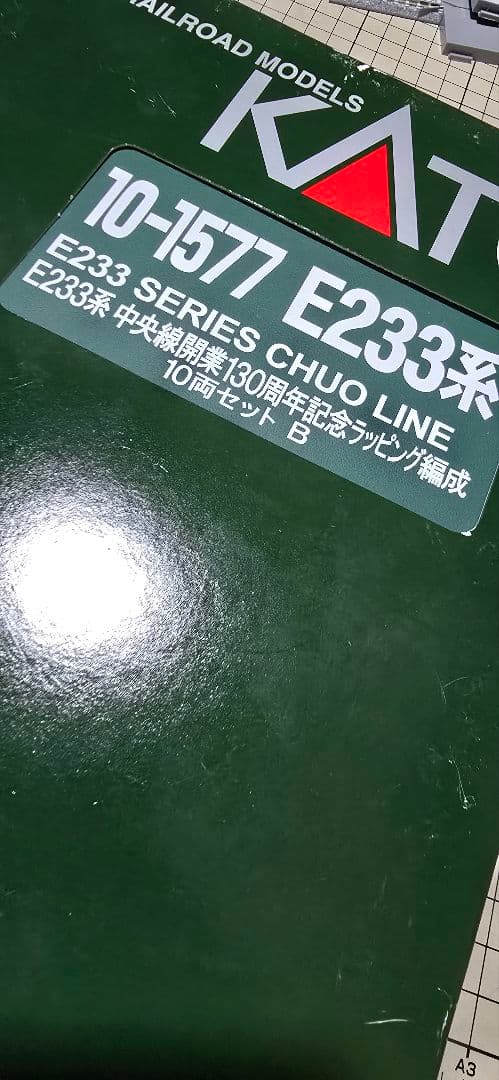 RAILROAD MODELS
KAT
10-1577 E233系
E233 SERIES CHUO LINE
E233系 中央線開業130周年記念ラッピング編成
10両セット B
A3